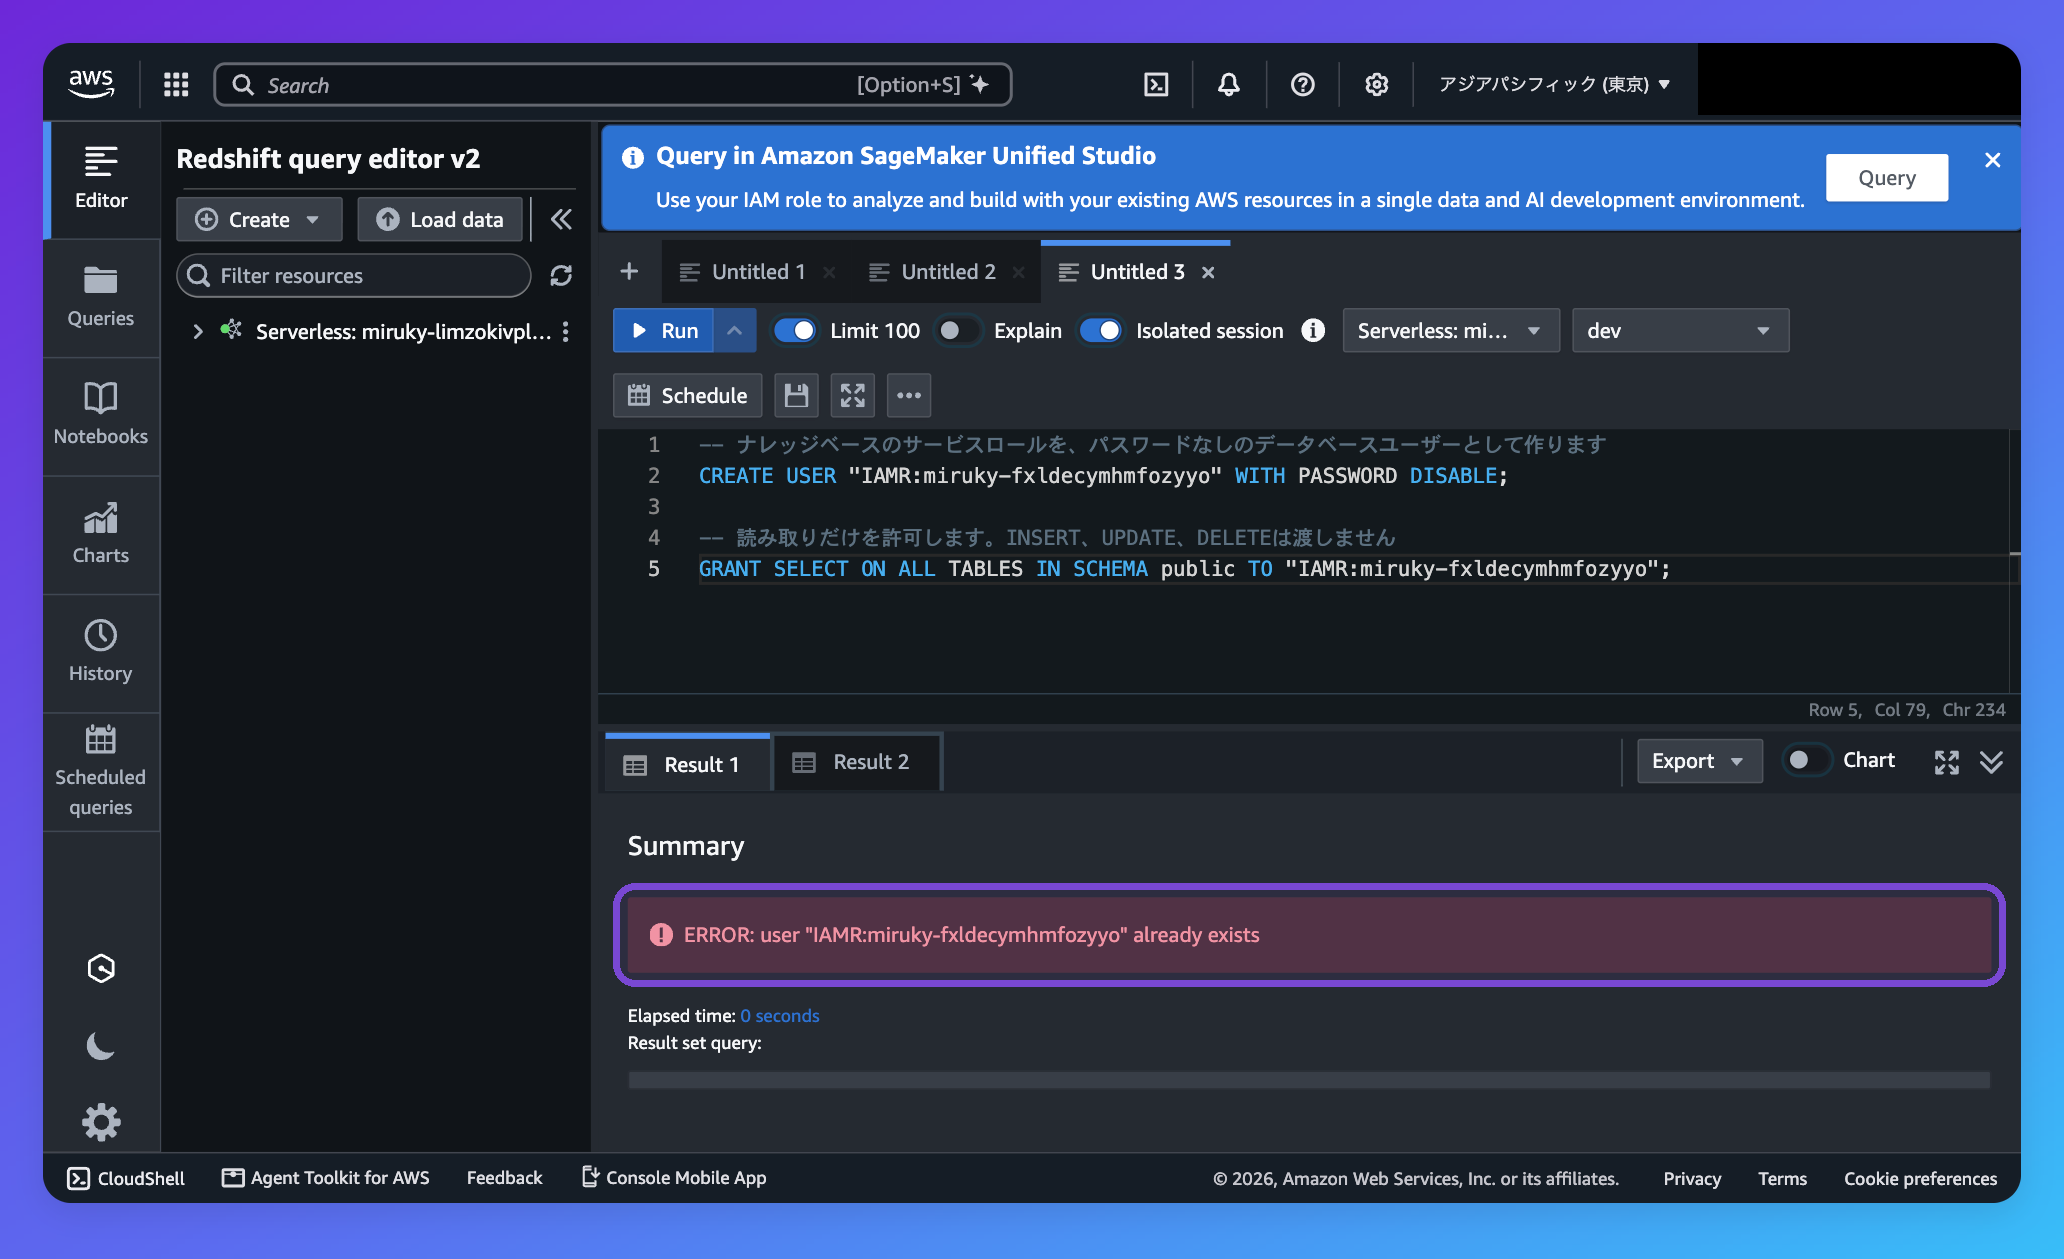 aws
Search [Option+S]
アジアパシフィック (東京)
Editor
Queries
Notebooks
Charts
History
Scheduled queries
Redshift query editor v2
Create
Load data
Filter resources
Serverless: miruky-limzokivpl...
Query in Amazon SageMaker Unified Studio
Use your IAM role to analyze and build with your existing AWS resources in a single data and AI development environment.
Query
Untitled 1
Untitled 2
Untitled 3
Run
Limit 100
Explain
Isolated session
Serverless: mi...
dev
Schedule
1 -- ナレッジベースのサービスロールを、パスワードなしのデータベースユーザーとして作ります
2 CREATE USER "IAMR:miruky-fxldecymhmfozyyo" WITH PASSWORD DISABLE;
3
4 -- 読み取りだけを許可します。INSERT、UPDATE、DELETEは渡しません
5 GRANT SELECT ON ALL TABLES IN SCHEMA public TO "IAMR:miruky-fxldecymhmfozyyo";
Row 5, Col 79, Chr 234
Result 1
Result 2
Export
Chart
Summary
ERROR: user "IAMR:miruky-fxldecymhmfozyyo" already exists
Elapsed time: 0 seconds
Result set query:
CloudShell
Agent Toolkit for AWS
Feedback
Console Mobile App
© 2026, Amazon Web Services, Inc. or its affiliates.
Privacy
Terms
Cookie preferences